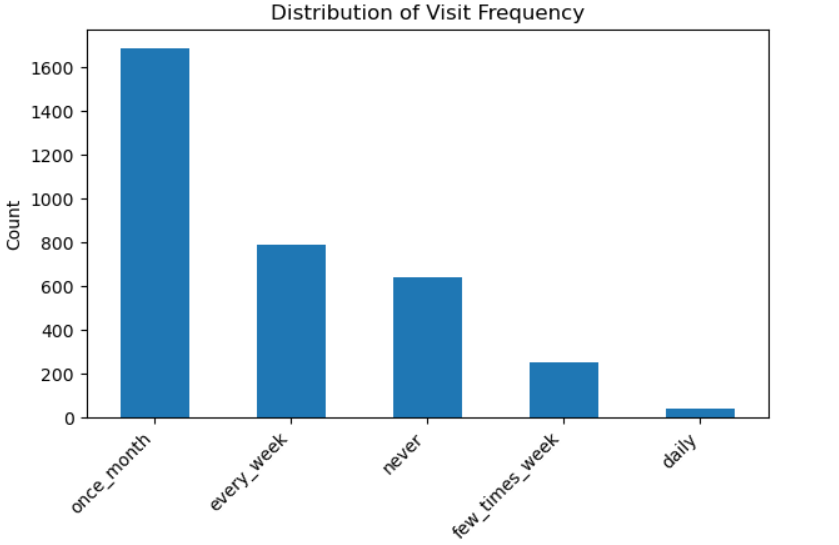 Distribution of Visit Frequency
1600
1400
1200
1000
800
600
400
200
0
Count
once_month
every_week
never
few_times_week
daily